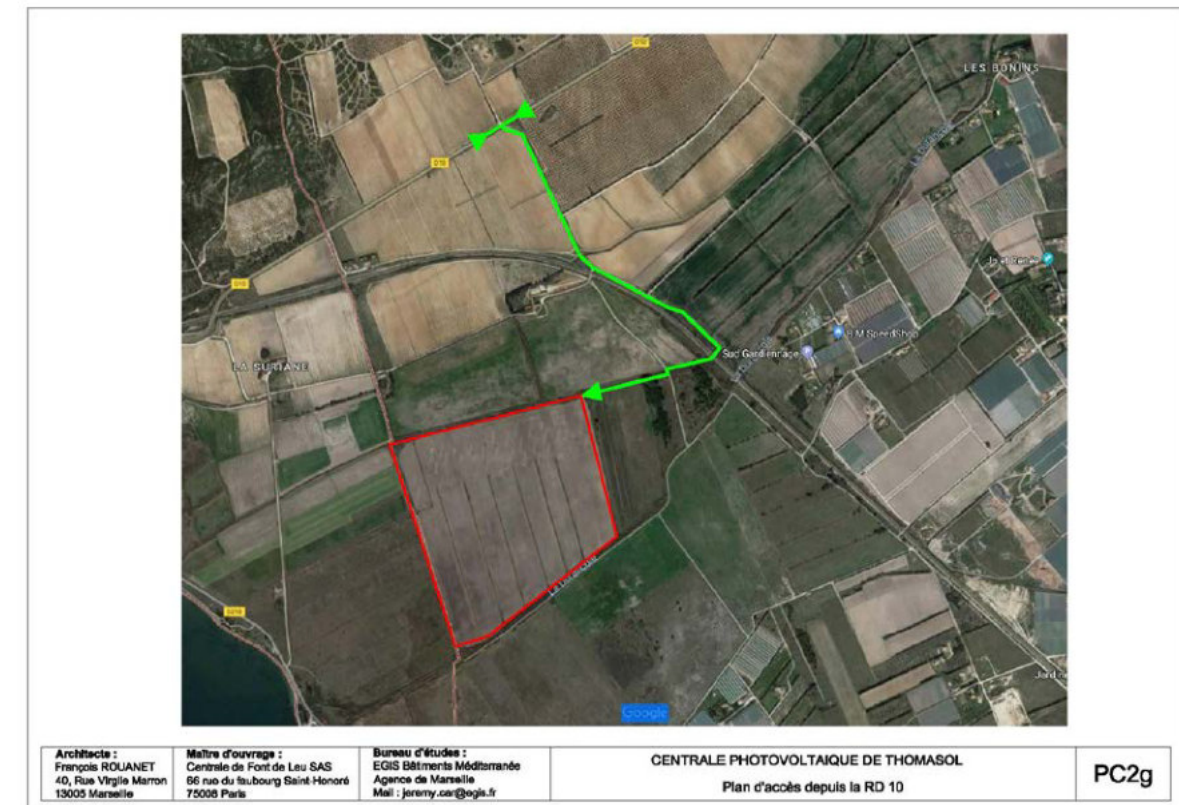 D10
LES BONINS
D10
D10
LA SURIANE
Sud Gardiennage
D210
Google
Architecte :
François ROUANET
40, Rue Virgile Marron
13005 Marseille
Maître d'ouvrage :
Centrale de Font de Leu SAS
66 rue du faubourg Saint-Honoré
75008 Paris
Bureau d'études :
EGIS Bâtiments Méditerranée
Agence de Marseille
Mail : jeremy.car@egis.fr
CENTRALE PHOTOVOLTAIQUE DE THOMASOL
Plan d'accès depuis la RD 10
PC2g